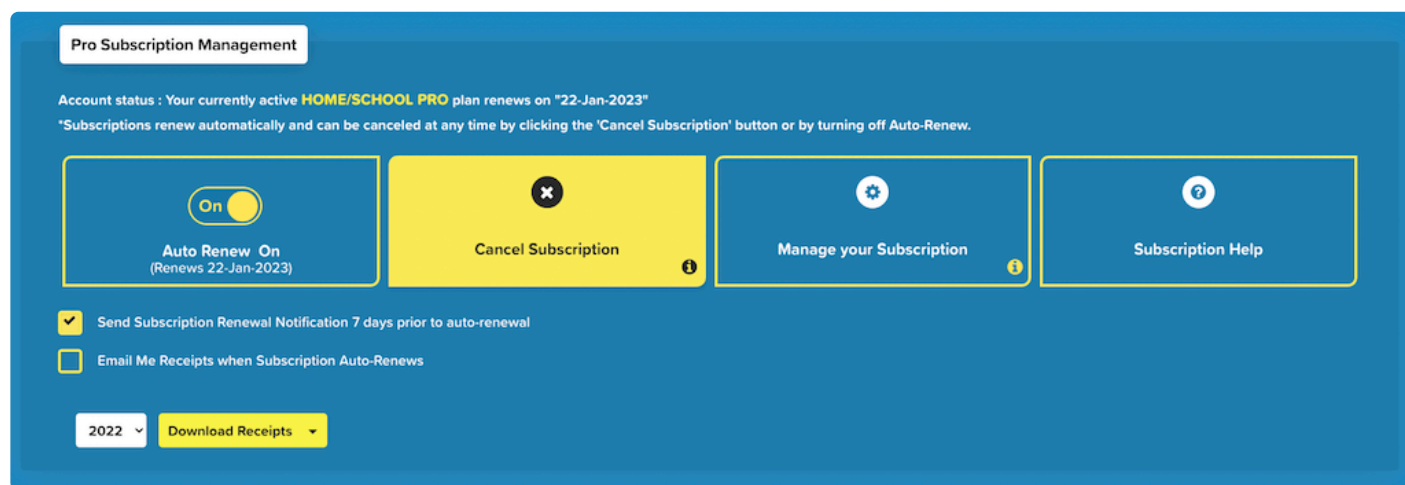 Pro Subscription Management
Account status : Your currently active HOME/SCHOOL PRO plan renews on "22-Jan-2023"
*Subscriptions renew automatically and can be canceled at any time by clicking the 'Cancel Subscription' button or by turning off Auto-Renew.
On
Auto Renew On
(Renews 22-Jan-2023)
Cancel Subscription
Manage your Subscription
Subscription Help
Send Subscription Renewal Notification 7 days prior to auto-renewal
Email Me Receipts when Subscription Auto-Renews
2022
Download Receipts